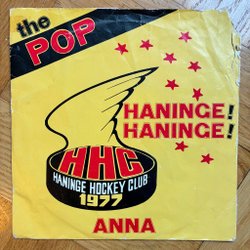 the
POP
HANINGE!
HANINGE!
HHC
HANINGE HOCKEY CLUB
1977
ANNA